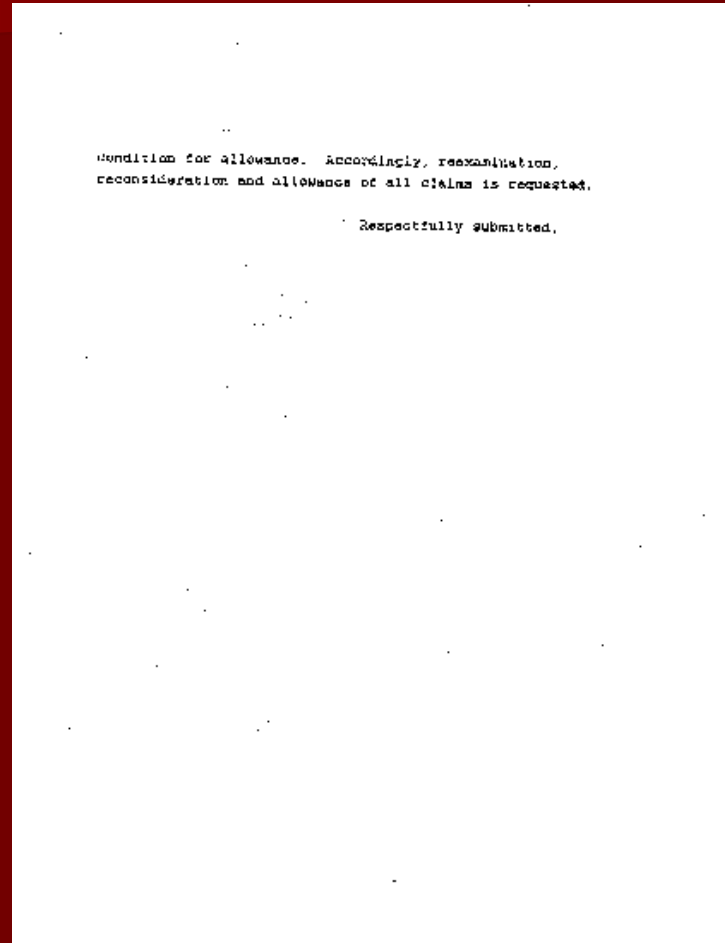 condition for allowance. Accordingly, reexamination,
reconsideration and allowance of all claims is requested.
Respectfully submitted,